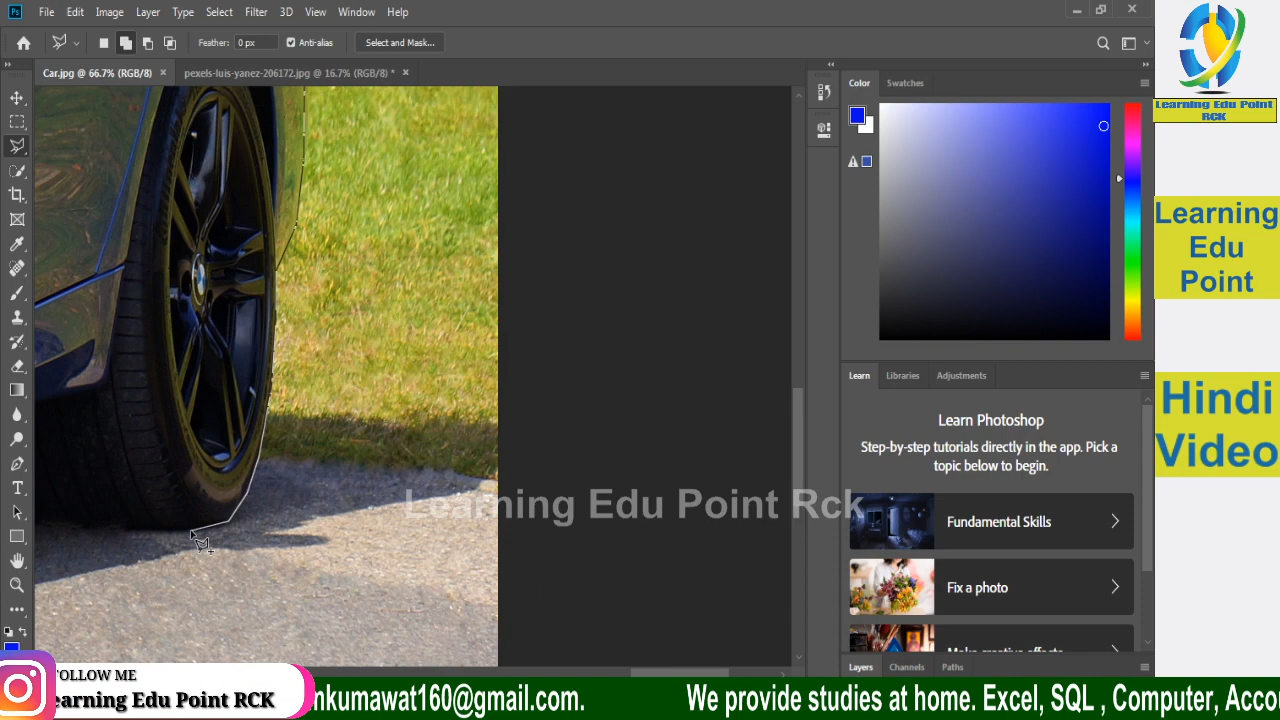 Ps File Edit Image Layer Type Select Filter 3D View Window Help
Feather: 0 px Anti-alias Select and Mask...
Car.jpg @ 66.7% (RGB/8) × pexels-luis-yanez-206172.jpg @ 16.7% (RGB/8) * ×
Color Swatches
Learn Libraries Adjustments
Learn Photoshop
Step-by-step tutorials directly in the app. Pick a
topic below to begin.
Fundamental Skills
Fix a photo
Make creative effects
Layers Channels Paths
Learning Edu Point Rck
Learning Edu Point
RCK
Learning
Edu
Point
Hindi
Video
FOLLOW ME
earning Edu Point RCK
mkumawat160@gmail.com.
We provide studies at home. Excel, SQL , Computer, Acco